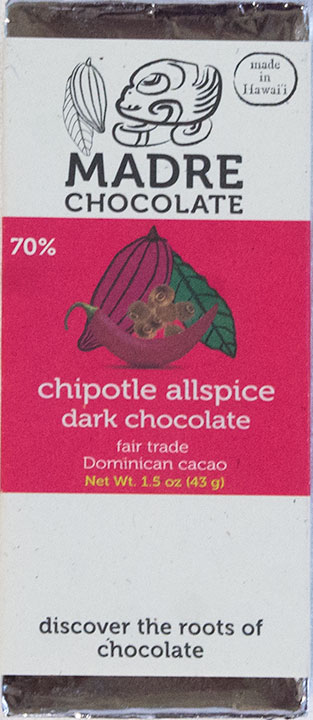 made
in
Hawai'i
MADRE
CHOCOLATE
70%
chipotle allspice
dark chocolate
fair trade
Dominican cacao
Net Wt. 1.5 oz (43 g)
discover the roots of
chocolate